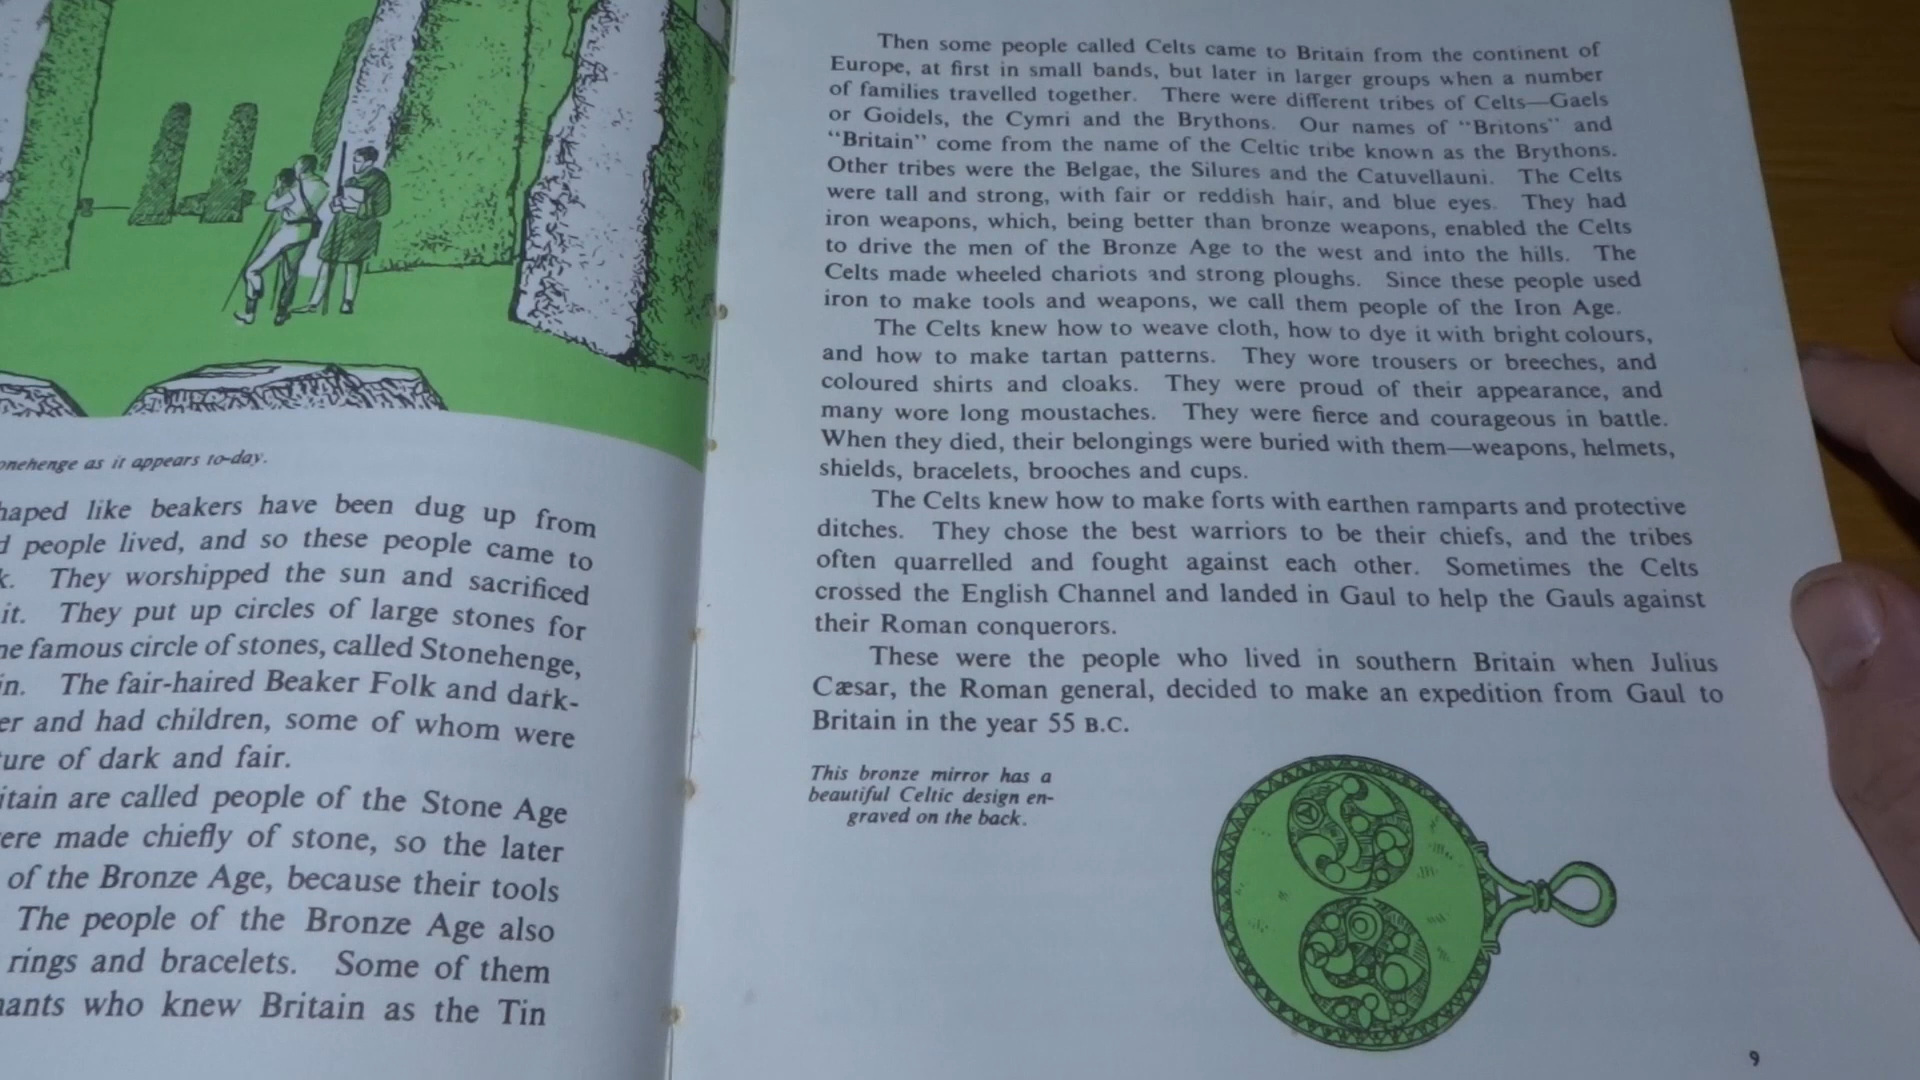 onehenge as it appears to-day.
haped like beakers have been dug up from
d people lived, and so these people came to
k. They worshipped the sun and sacrificed
it. They put up circles of large stones for
ne famous circle of stones, called Stonehenge,
in. The fair-haired Beaker Folk and dark-
er and had children, some of whom were
ture of dark and fair.
itain are called people of the Stone Age
ere made chiefly of stone, so the later
of the Bronze Age, because their tools
The people of the Bronze Age also
rings and bracelets. Some of them
hants who knew Britain as the Tin
Then some people called Celts came to Britain from the continent of
Europe, at first in small bands, but later in larger groups when a number
of families travelled together. There were different tribes of Celts—Gaels
or Goidels, the Cymri and the Brythons. Our names of "Britons" and
"Britain" come from the name of the Celtic tribe known as the Brythons.
Other tribes were the Belgae, the Silures and the Catuvellauni. The Celts
were tall and strong, with fair or reddish hair, and blue eyes. They had
iron weapons, which, being better than bronze weapons, enabled the Celts
to drive the men of the Bronze Age to the west and into the hills. The
Celts made wheeled chariots and strong ploughs. Since these people used
iron to make tools and weapons, we call them people of the Iron Age.
The Celts knew how to weave cloth, how to dye it with bright colours,
and how to make tartan patterns. They wore trousers or breeches, and
coloured shirts and cloaks. They were proud of their appearance, and
many wore long moustaches. They were fierce and courageous in battle.
When they died, their belongings were buried with them—weapons, helmets,
shields, bracelets, brooches and cups.
The Celts knew how to make forts with earthen ramparts and protective
ditches. They chose the best warriors to be their chiefs, and the tribes
often quarrelled and fought against each other. Sometimes the Celts
crossed the English Channel and landed in Gaul to help the Gauls against
their Roman conquerors.
These were the people who lived in southern Britain when Julius
Cæsar, the Roman general, decided to make an expedition from Gaul to
Britain in the year 55 B.C.
This bronze mirror has a
beautiful Celtic design en-
graved on the back.
9